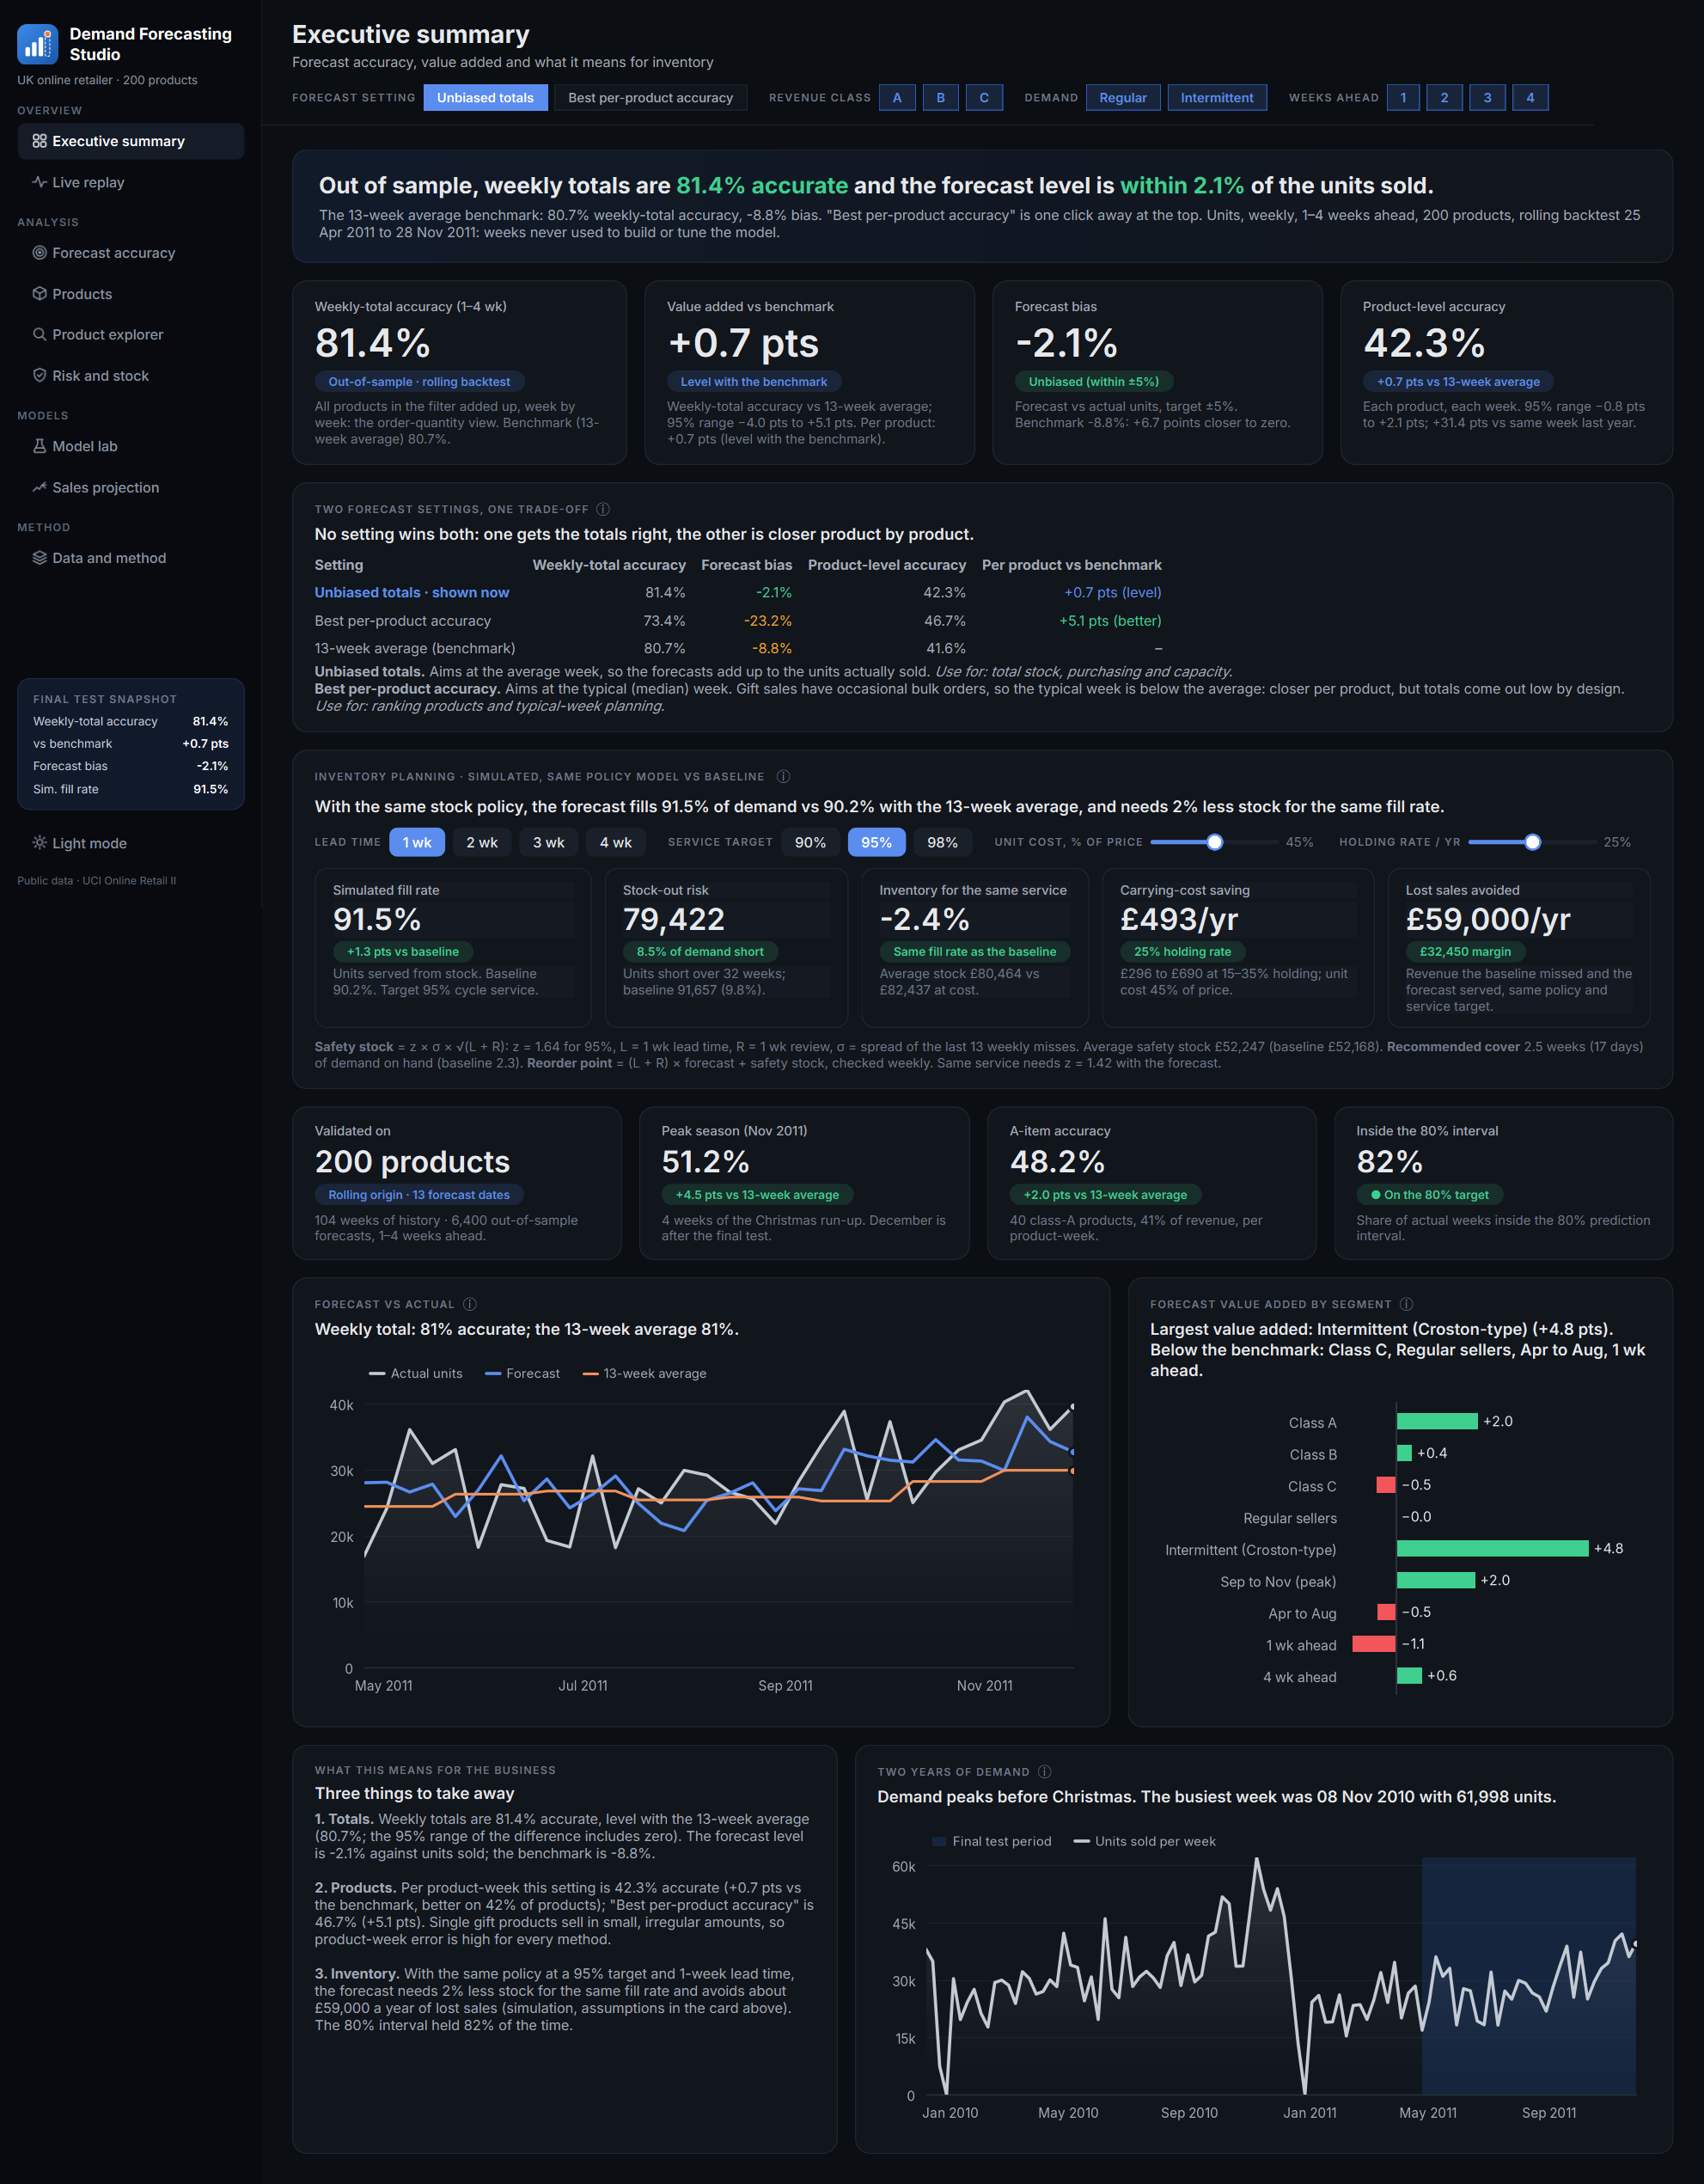 Demand Forecasting
Studio
UK online retailer · 200 products
OVERVIEW
Executive summary
Live replay
ANALYSIS
Forecast accuracy
Products
Product explorer
Risk and stock
MODELS
Model lab
Sales projection
METHOD
Data and method
FINAL TEST SNAPSHOT
Weekly-total accuracy 81.4%
vs benchmark +0.7 pts
Forecast bias -2.1%
Sim. fill rate 91.5%
Light mode
Public data · UCI Online Retail II
Executive summary
Forecast accuracy, value added and what it means for inventory
FORECAST SETTING Unbiased totals Best per-product accuracy REVENUE CLASS A B C DEMAND Regular Intermittent WEEKS AHEAD 1 2 3 4
Out of sample, weekly totals are 81.4% accurate and the forecast level is within 2.1% of the units sold.
The 13-week average benchmark: 80.7% weekly-total accuracy, -8.8% bias. "Best per-product accuracy" is one click away at the top. Units, weekly, 1–4 weeks ahead, 200 products, rolling backtest 25
Apr 2011 to 28 Nov 2011: weeks never used to build or tune the model.
Weekly-total accuracy (1–4 wk)
81.4%
Out-of-sample · rolling backtest
All products in the filter added up, week by
week: the order-quantity view. Benchmark (13-
week average) 80.7%.
Value added vs benchmark
+0.7 pts
Level with the benchmark
Weekly-total accuracy vs 13-week average;
95% range −4.0 pts to +5.1 pts. Per product:
+0.7 pts (level with the benchmark).
Forecast bias
-2.1%
Unbiased (within ±5%)
Forecast vs actual units, target ±5%.
Benchmark -8.8%: +6.7 points closer to zero.
Product-level accuracy
42.3%
+0.7 pts vs 13-week average
Each product, each week. 95% range −0.8 pts
to +2.1 pts; +31.4 pts vs same week last year.
TWO FORECAST SETTINGS, ONE TRADE-OFF ⓘ
No setting wins both: one gets the totals right, the other is closer product by product.
Setting Weekly-total accuracy Forecast bias Product-level accuracy Per product vs benchmark
Unbiased totals · shown now 81.4% -2.1% 42.3% +0.7 pts (level)
Best per-product accuracy 73.4% -23.2% 46.7% +5.1 pts (better)
13-week average (benchmark) 80.7% -8.8% 41.6% –
Unbiased totals. Aims at the average week, so the forecasts add up to the units actually sold. Use for: total stock, purchasing and capacity.
Best per-product accuracy. Aims at the typical (median) week. Gift sales have occasional bulk orders, so the typical week is below the average: closer per product, but totals come out low by design.
Use for: ranking products and typical-week planning.
INVENTORY PLANNING · SIMULATED, SAME POLICY MODEL VS BASELINE ⓘ
With the same stock policy, the forecast fills 91.5% of demand vs 90.2% with the 13-week average, and needs 2% less stock for the same fill rate.
LEAD TIME 1 wk 2 wk 3 wk 4 wk SERVICE TARGET 90% 95% 98% UNIT COST, % OF PRICE 45% HOLDING RATE / YR 25%
Simulated fill rate
91.5%
+1.3 pts vs baseline
Units served from stock. Baseline
90.2%. Target 95% cycle service.
Stock-out risk
79,422
8.5% of demand short
Units short over 32 weeks;
baseline 91,657 (9.8%).
Inventory for the same service
-2.4%
Same fill rate as the baseline
Average stock £80,464 vs
£82,437 at cost.
Carrying-cost saving
£493/yr
25% holding rate
£296 to £690 at 15–35% holding; unit
cost 45% of price.
Lost sales avoided
£59,000/yr
£32,450 margin
Revenue the baseline missed and the
forecast served, same policy and
service target.
Safety stock = z × σ × √(L + R): z = 1.64 for 95%, L = 1 wk lead time, R = 1 wk review, σ = spread of the last 13 weekly misses. Average safety stock £52,247 (baseline £52,168). Recommended cover 2.5 weeks (17 days)
of demand on hand (baseline 2.3). Reorder point = (L + R) × forecast + safety stock, checked weekly. Same service needs z = 1.42 with the forecast.
Validated on
200 products
Rolling origin · 13 forecast dates
104 weeks of history · 6,400 out-of-sample
forecasts, 1–4 weeks ahead.
Peak season (Nov 2011)
51.2%
+4.5 pts vs 13-week average
4 weeks of the Christmas run-up. December is
after the final test.
A-item accuracy
48.2%
+2.0 pts vs 13-week average
40 class-A products, 41% of revenue, per
product-week.
Inside the 80% interval
82%
● On the 80% target
Share of actual weeks inside the 80% prediction
interval.
FORECAST VS ACTUAL ⓘ
Weekly total: 81% accurate; the 13-week average 81%.
Actual units Forecast 13-week average
40k
30k
20k
10k
0
May 2011 Jul 2011 Sep 2011 Nov 2011
FORECAST VALUE ADDED BY SEGMENT ⓘ
Largest value added: Intermittent (Croston-type) (+4.8 pts).
Below the benchmark: Class C, Regular sellers, Apr to Aug, 1 wk
ahead.
Class A +2.0
Class B +0.4
Class C −0.5
Regular sellers −0.0
Intermittent (Croston-type) +4.8
Sep to Nov (peak) +2.0
Apr to Aug −0.5
1 wk ahead −1.1
4 wk ahead +0.6
WHAT THIS MEANS FOR THE BUSINESS
Three things to take away
1. Totals. Weekly totals are 81.4% accurate, level with the 13-week average
(80.7%; the 95% range of the difference includes zero). The forecast level
is -2.1% against units sold; the benchmark is -8.8%.
2. Products. Per product-week this setting is 42.3% accurate (+0.7 pts vs
the benchmark, better on 42% of products); "Best per-product accuracy" is
46.7% (+5.1 pts). Single gift products sell in small, irregular amounts, so
product-week error is high for every method.
3. Inventory. With the same policy at a 95% target and 1-week lead time,
the forecast needs 2% less stock for the same fill rate and avoids about
£59,000 a year of lost sales (simulation, assumptions in the card above).
The 80% interval held 82% of the time.
TWO YEARS OF DEMAND ⓘ
Demand peaks before Christmas. The busiest week was 08 Nov 2010 with 61,998 units.
Final test period Units sold per week
60k
45k
30k
15k
0
Jan 2010 May 2010 Sep 2010 Jan 2011 May 2011 Sep 2011